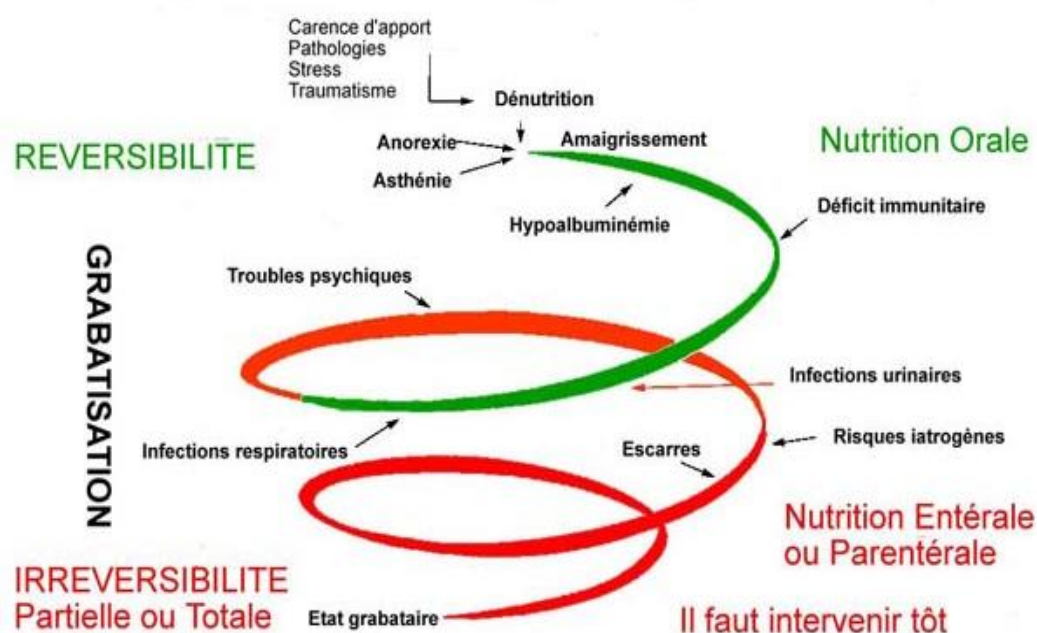 Carence d'apport
Pathologies
Stress
Traumatisme
Dénutrition
Anorexie
Amaigrissement
Asthénie
REVERSIBILITE
Nutrition Orale
Hypoalbuminémie
Déficit immunitaire
GRABATISATION
Troubles psychiques
Infections urinaires
Infections respiratoires
Escarres
Risques iatrogènes
Nutrition Entérale
ou Parentérale
IRREVERSIBILITE
Partielle ou Totale
Etat grabataire
Il faut intervenir tôt